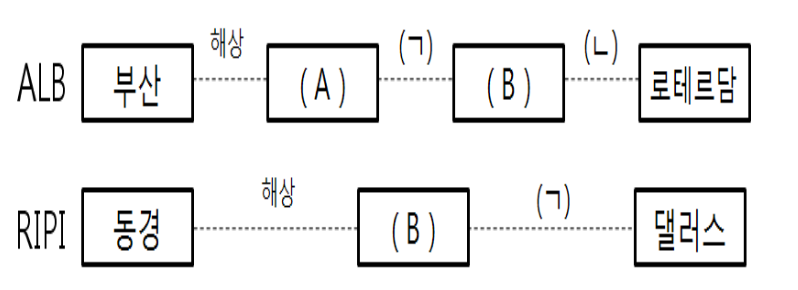 해상 (ㄱ) (ㄴ)
ALB 부산 ( A ) ( B ) 로테르담
해상 (ㄱ)
RIPI 동경 ( B ) 댈러스